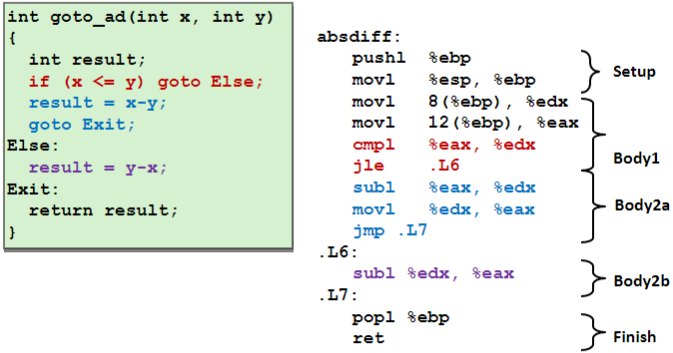 int goto_ad(int x, int y)
{
int result;
if (x <= y) goto Else;
result = x-y;
goto Exit;
Else:
result = y-x;
Exit:
return result;
}
absdiff:
pushl %ebp
movl %esp, %ebp
movl 8(%ebp), %edx
movl 12(%ebp), %eax
cmpl %eax, %edx
jle .L6
subl %eax, %edx
movl %edx, %eax
jmp .L7
.L6:
subl %edx, %eax
.L7:
popl %ebp
ret
Setup
Body1
Body2a
Body2b
Finish